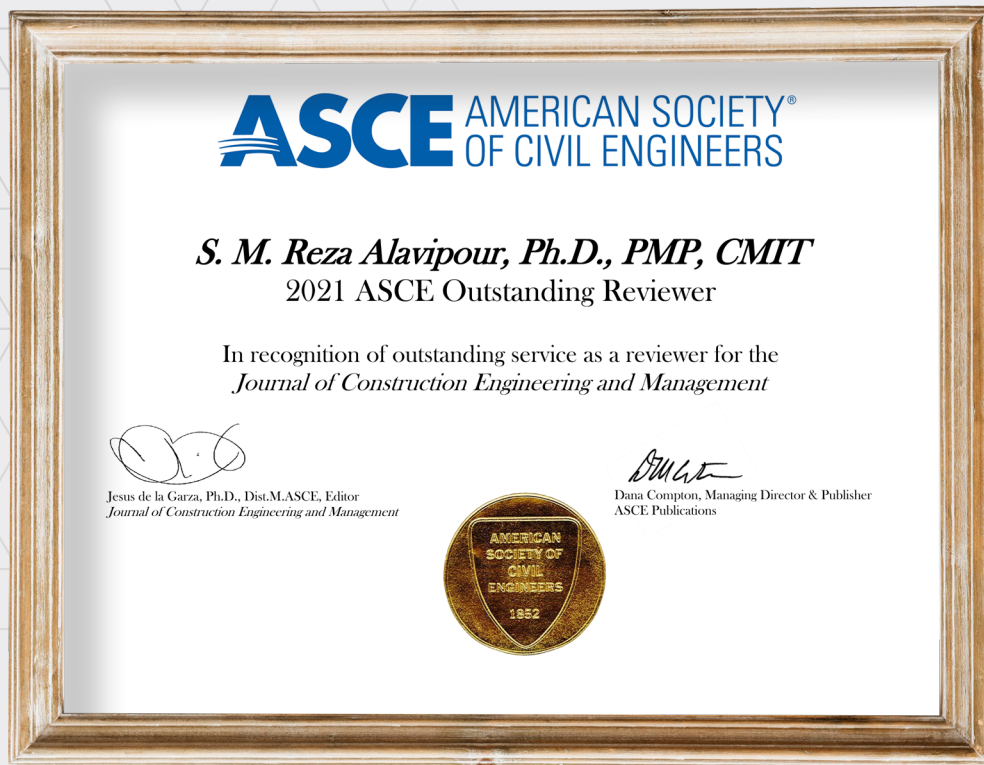 ASCE AMERICAN SOCIETY®
OF CIVIL ENGINEERS
S. M. Reza Alavipour, Ph.D., PMP, CMIT
2021 ASCE Outstanding Reviewer
In recognition of outstanding service as a reviewer for the
Journal of Construction Engineering and Management
Jesus de la Garza, Ph.D., Dist.M.ASCE, Editor
Journal of Construction Engineering and Management
Dana Compton, Managing Director & Publisher
ASCE Publications
AMERICAN
SOCIETY OF
CIVIL
ENGINEERS
1852